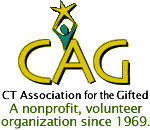 CAG
CT Association for the Gifted
A nonprofit, volunteer
organization since 1969.